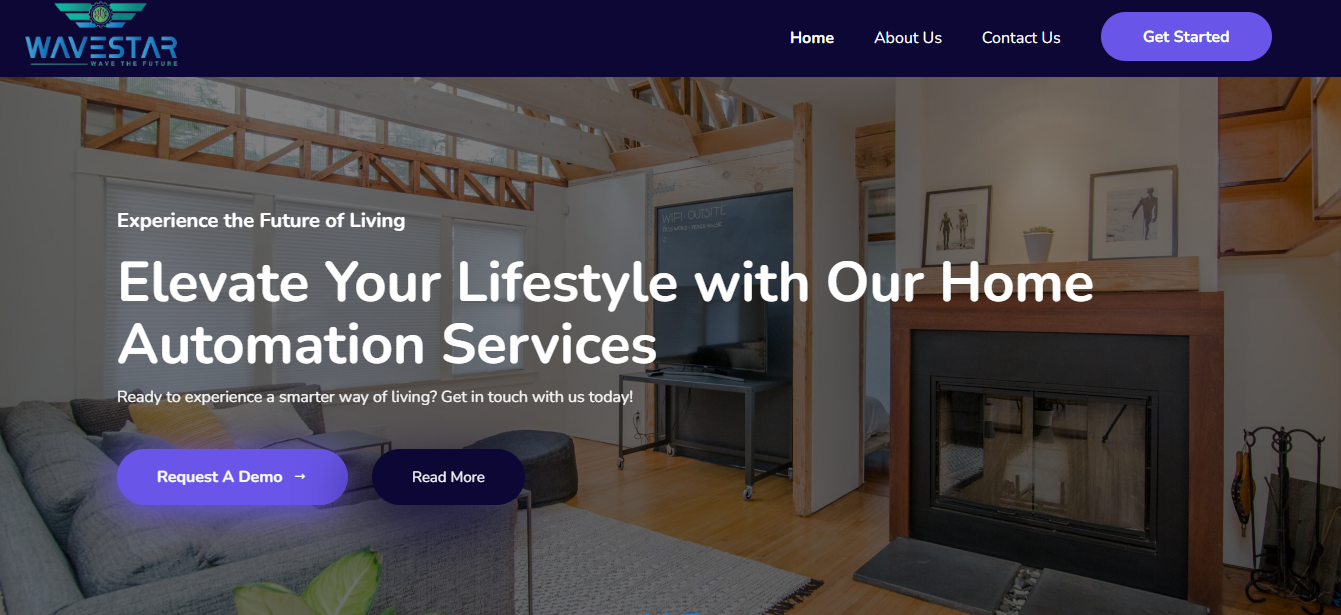 WAVESTAR
WAVE THE FUTURE
Home
About Us
Contact Us
Get Started
Experience the Future of Living
Elevate Your Lifestyle with Our Home
Automation Services
Ready to experience a smarter way of living? Get in touch with us today!
Request A Demo →
Read More